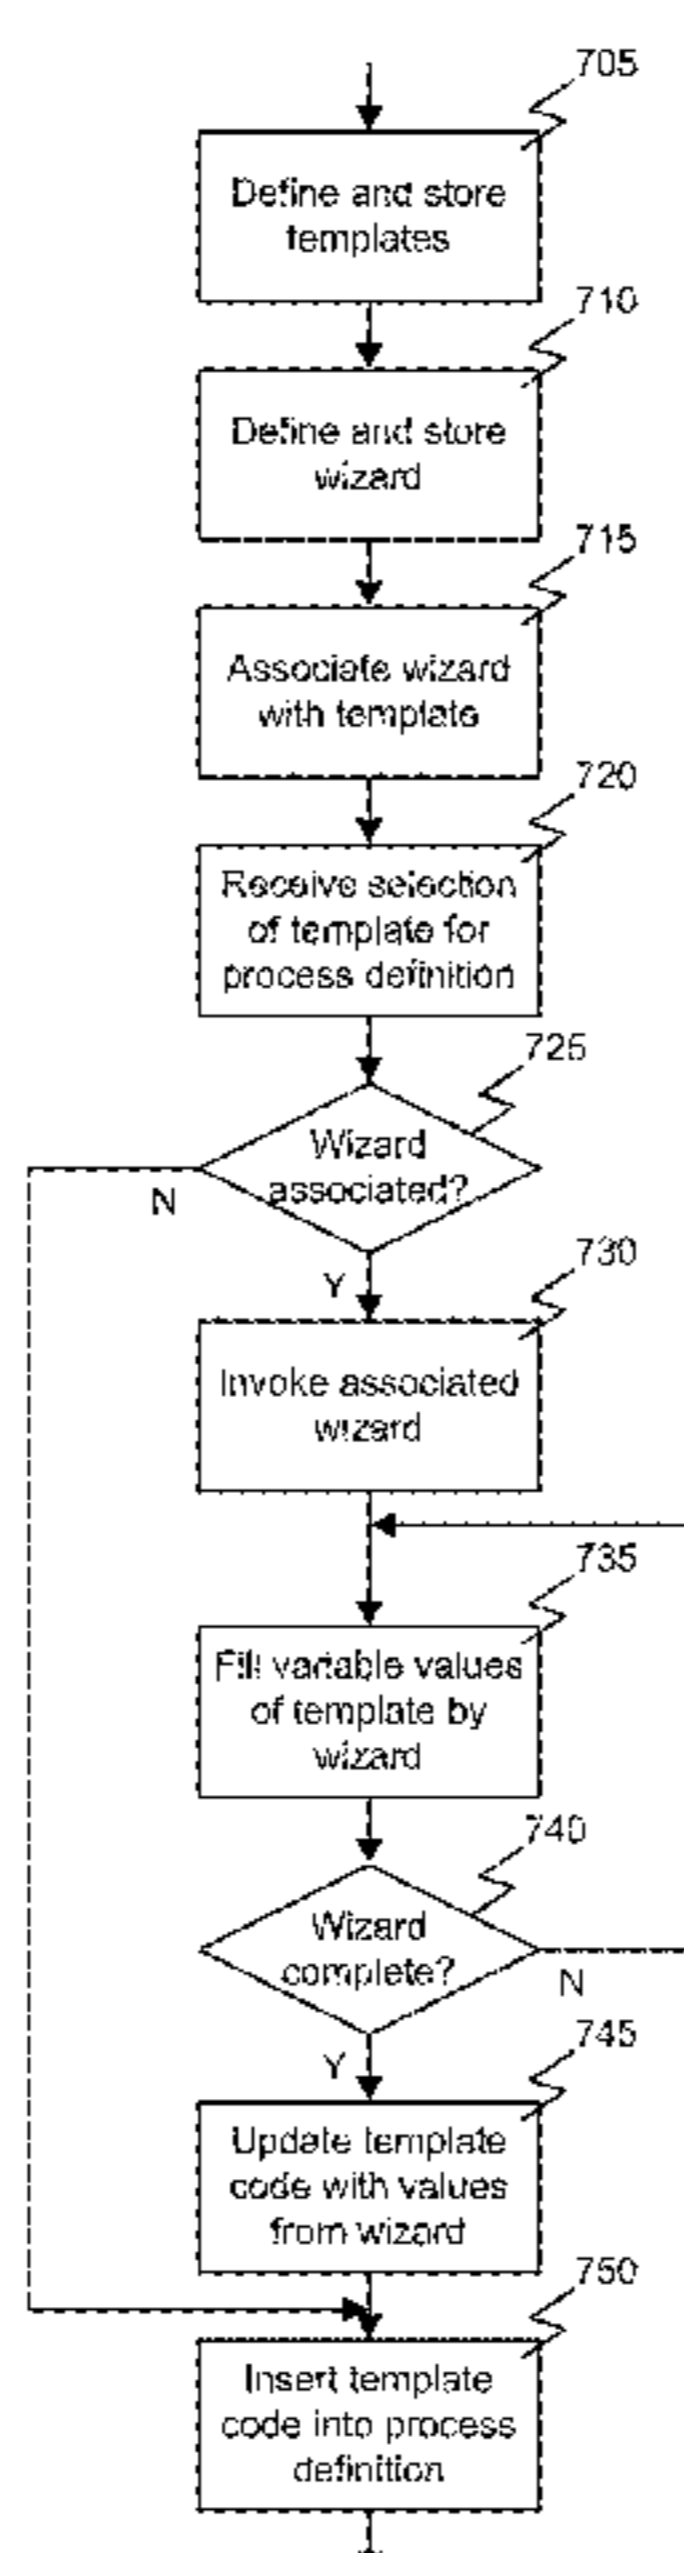 705
Define and store
templates
710
Define and store
wizard
715
Associate wizard
with template
720
Receive selection
of template for
process definition
725
Wizard
associated?
N
Y
730
Invoke associated
wizard
735
Fill variable values
of template by
wizard
740
Wizard
complete?
N
Y
745
Update template
code with values
from wizard
750
Insert template
code into process
definition